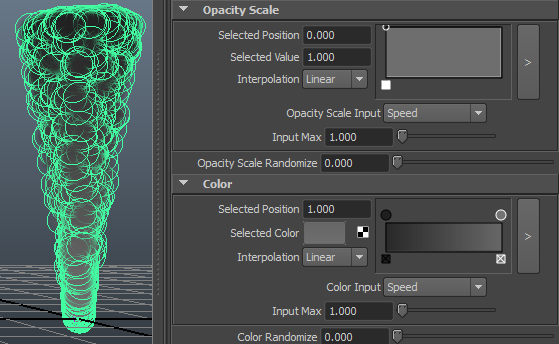 Opacity Scale
Selected Position 0.000
Selected Value 1.000
Interpolation Linear
>
Opacity Scale Input Speed
Input Max 1.000
Opacity Scale Randomize 0.000
Color
Selected Position 1.000
Selected Color
Interpolation Linear
>
Color Input Speed
Input Max 1.000
Color Randomize 0.000